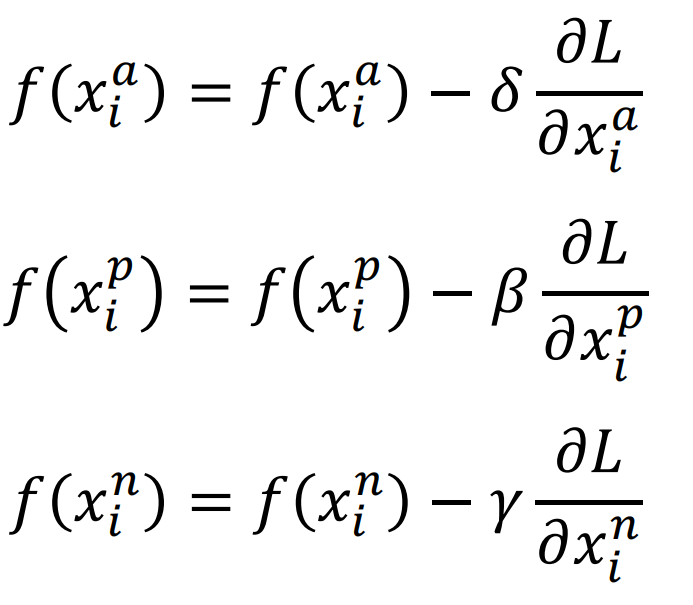 f(x_i^a) = f(x_i^a) − δ ∂L/∂x_i^a
f(x_i^p) = f(x_i^p) − β ∂L/∂x_i^p
f(x_i^n) = f(x_i^n) − γ ∂L/∂x_i^n